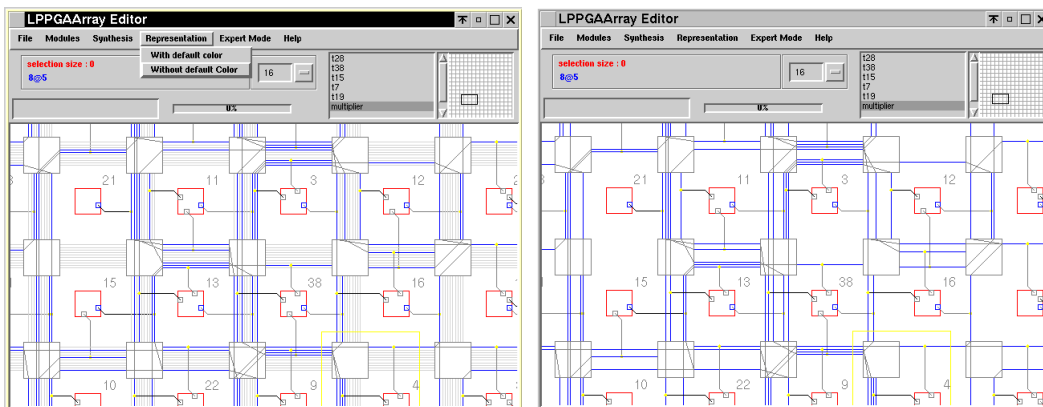 LPPGAArray Editor
File Modules Synthesis Representation Expert Mode Help
With default color
Without default Color
selection size : 0
8@5
16
t28
t38
t15
t7
t19
multiplier
0%
21 11 3 12
15 13 38 16
10 22 9 4
LPPGAArray Editor
File Modules Synthesis Representation Expert Mode Help
selection size : 0
8@5
16
t28
t38
t15
t7
t19
multiplier
0%
21 11 3 12
15 13 38 16
10 22 9 4